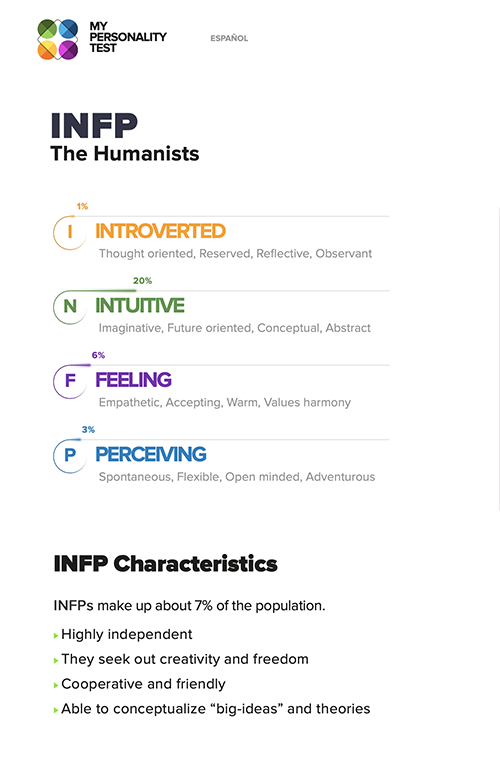 MY
PERSONALITY
TEST
ESPAÑOL
INFP
The Humanists
1%
I
INTROVERTED
Thought oriented, Reserved, Reflective, Observant
20%
N
INTUITIVE
Imaginative, Future oriented, Conceptual, Abstract
6%
F
FEELING
Empathetic, Accepting, Warm, Values harmony
3%
P
PERCEIVING
Spontaneous, Flexible, Open minded, Adventurous
INFP Characteristics
INFPs make up about 7% of the population.
Highly independent
They seek out creativity and freedom
Cooperative and friendly
Able to conceptualize “big-ideas” and theories